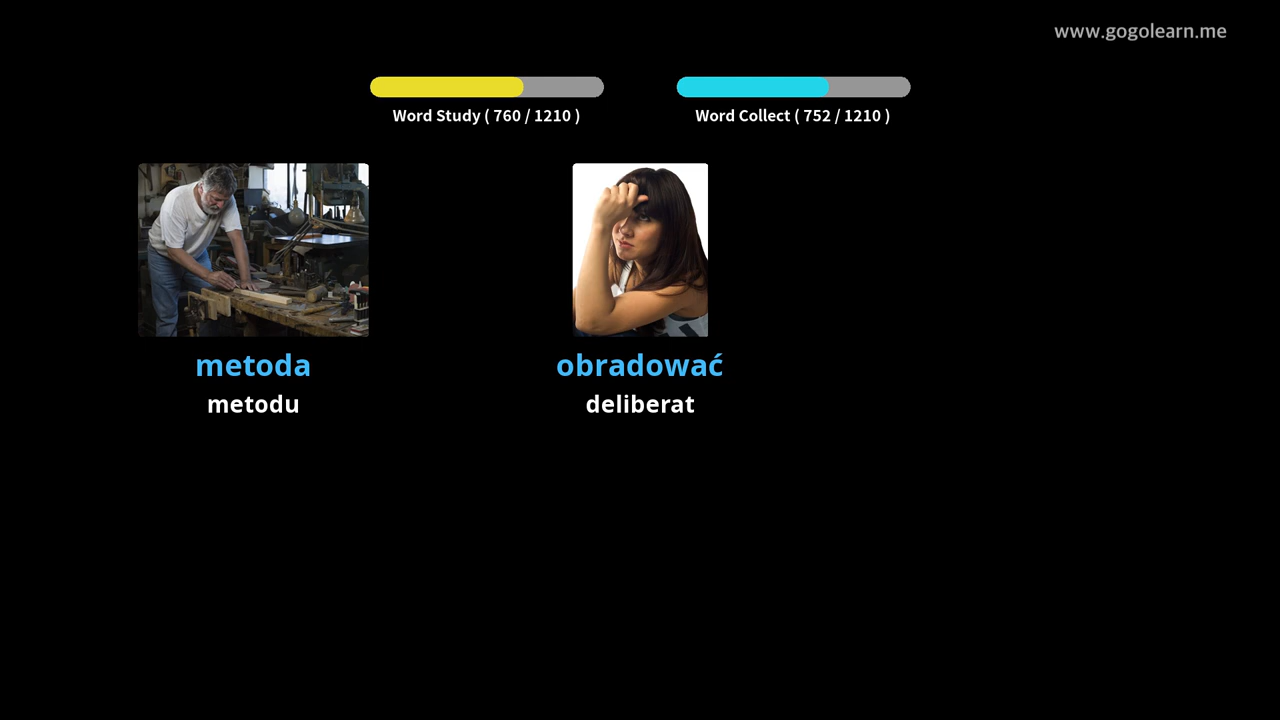 www.gogolearn.me
Word Study ( 760 / 1210 )
Word Collect ( 752 / 1210 )
metoda
metodu
obradować
deliberat